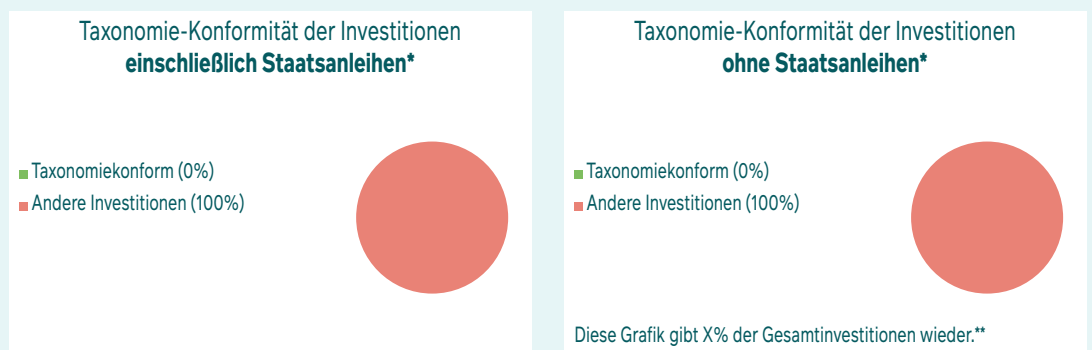 Taxonomie-Konformität der Investitionen
einschließlich Staatsanleihen*
Taxonomiekonform (0%)
Andere Investitionen (100%)
Taxonomie-Konformität der Investitionen
ohne Staatsanleihen*
Taxonomiekonform (0%)
Andere Investitionen (100%)
Diese Grafik gibt X% der Gesamtinvestitionen wieder.**